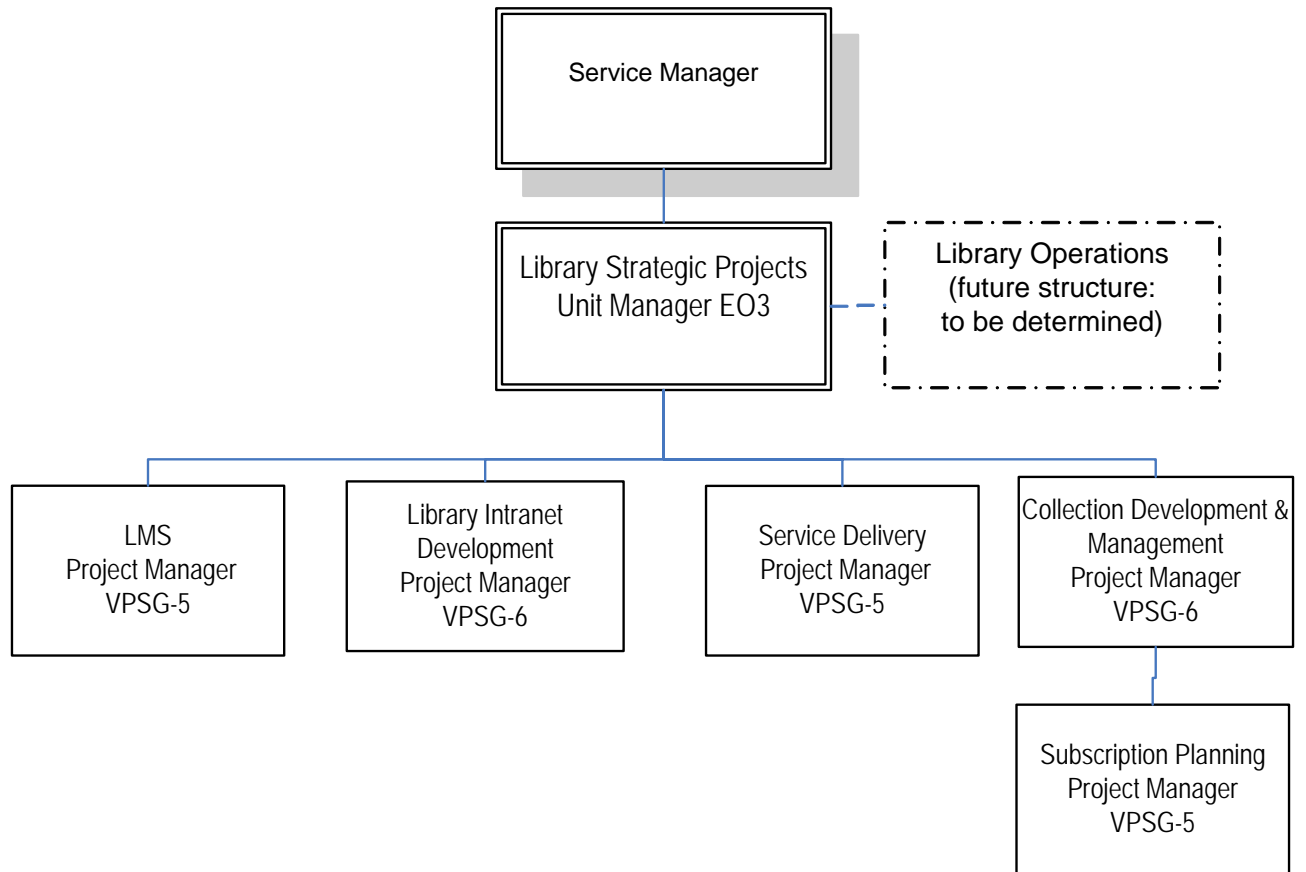 Service Manager
Library Strategic Projects
Unit Manager EO3
Library Operations
(future structure:
to be determined)
LMS
Project Manager
VPSG-5
Library Intranet
Development
Project Manager
VPSG-6
Service Delivery
Project Manager
VPSG-5
Collection Development &
Management
Project Manager
VPSG-6
Subscription Planning
Project Manager
VPSG-5